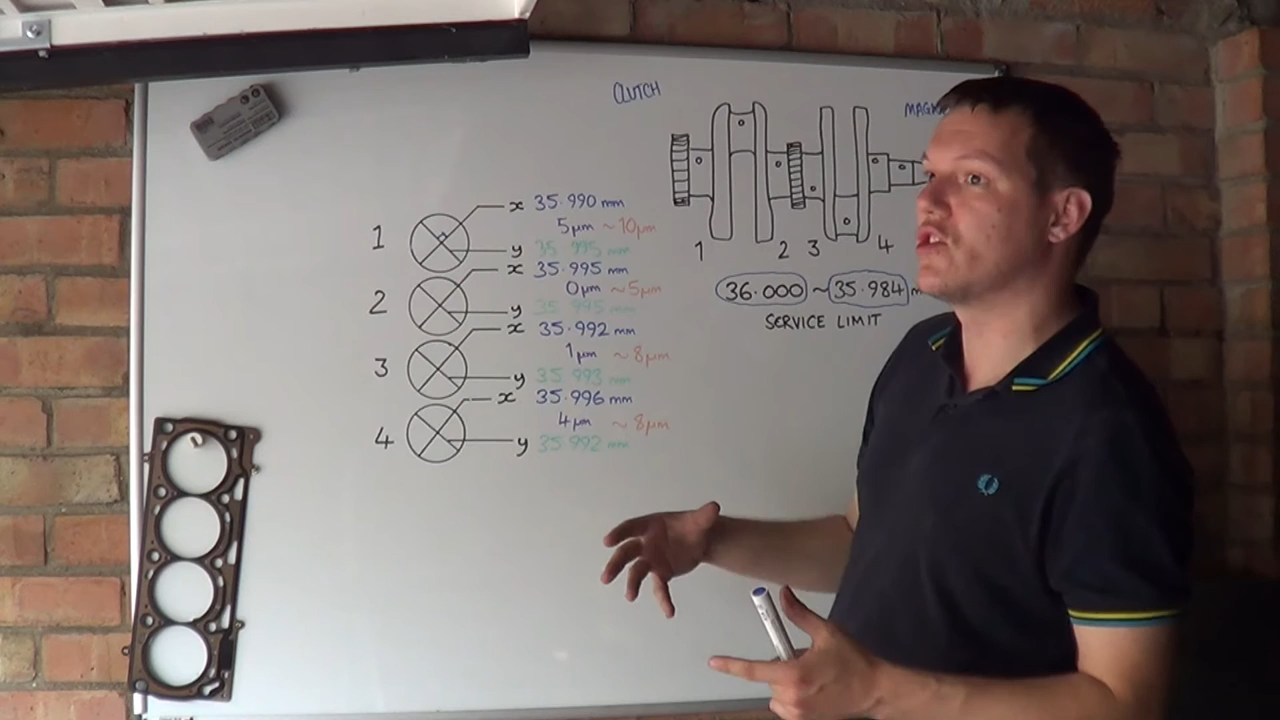 CLUTCH
1
x 35.990 mm
5µm ~10µm
y 35.995 mm
2
x 35.995 mm
0µm ~5µm
y 35.995 mm
3
x 35.992 mm
1µm ~8µm
y 35.993 mm
4
x 35.996 mm
4µm ~8µm
y 35.992 mm
1 2 3 4
36.000 ~ 35.984
SERVICE LIMIT